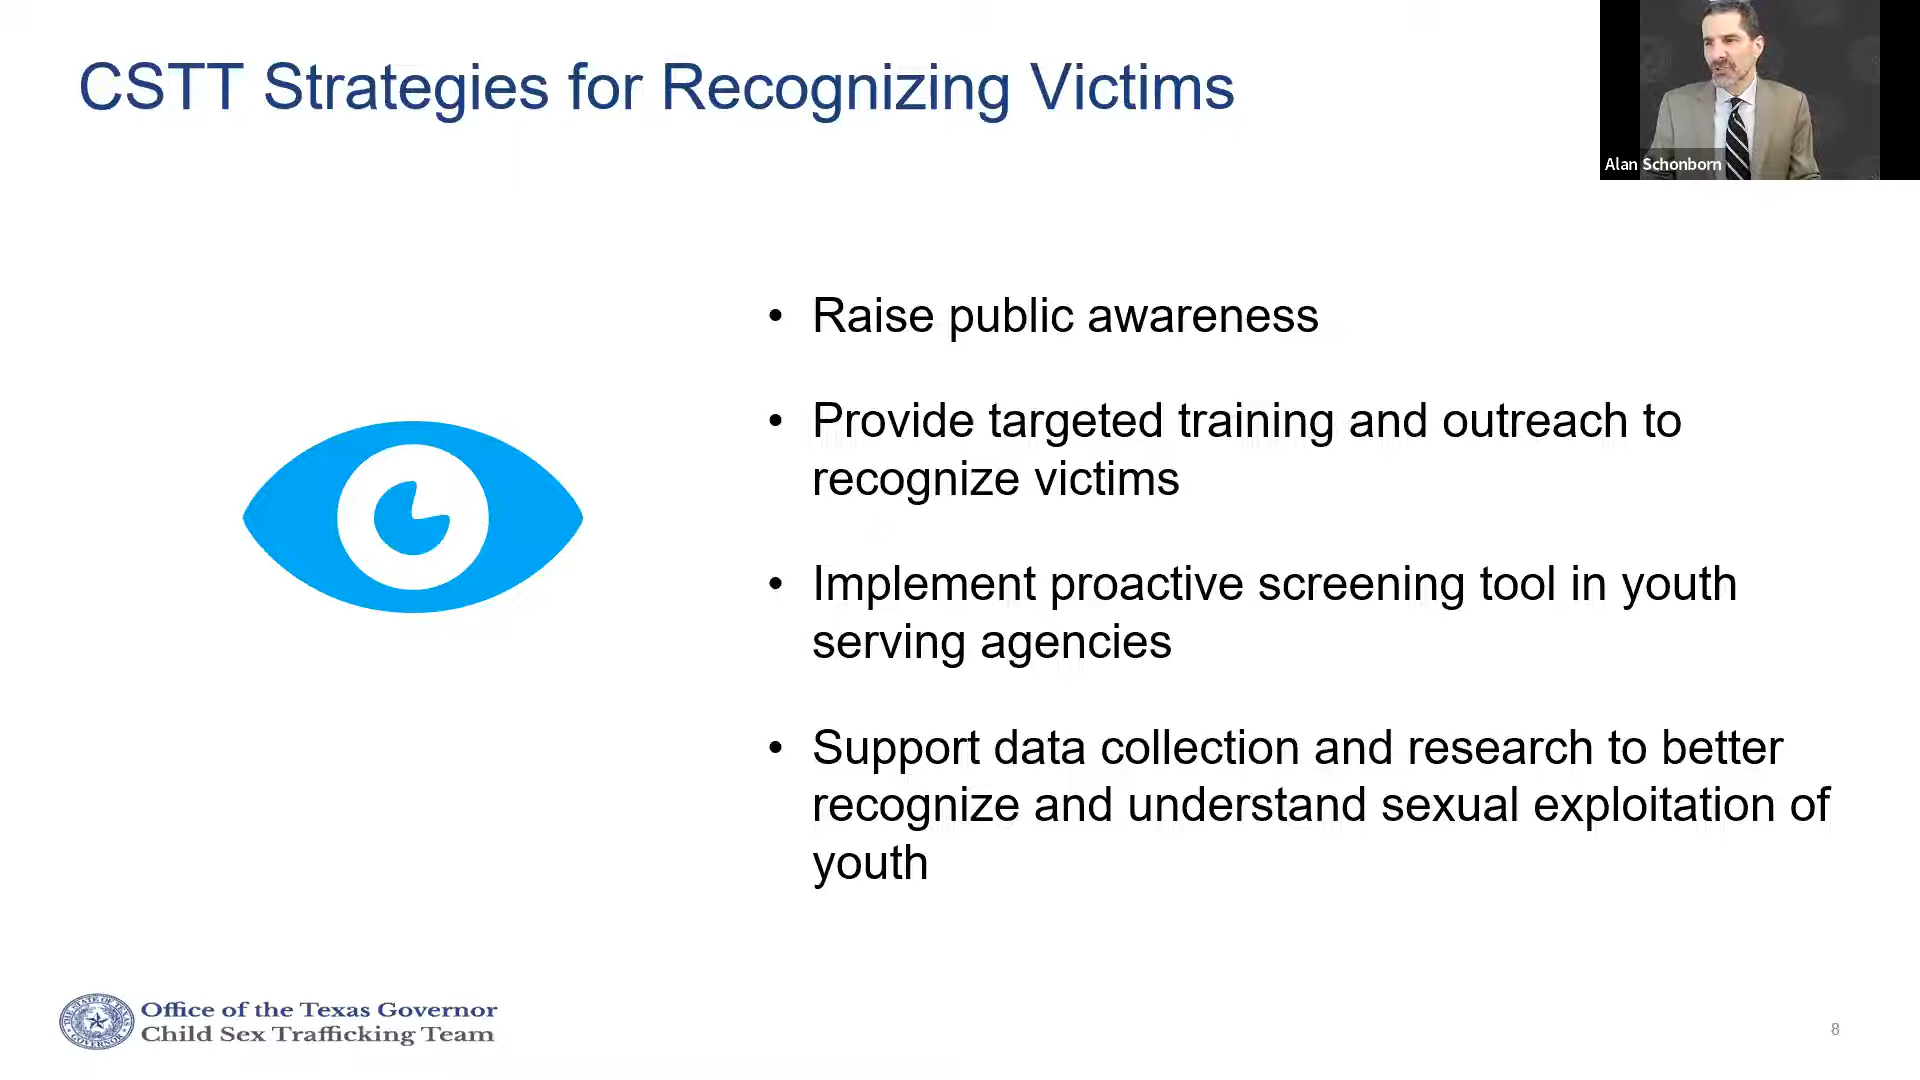 CSTT Strategies for Recognizing Victims
Alan Schonborn
• Raise public awareness
• Provide targeted training and outreach to
recognize victims
• Implement proactive screening tool in youth
serving agencies
• Support data collection and research to better
recognize and understand sexual exploitation of
youth
Office of the Texas Governor
Child Sex Trafficking Team
8